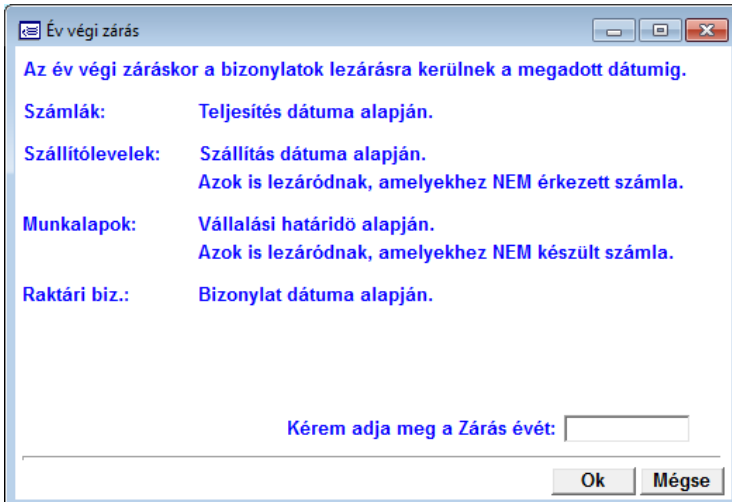 Év végi zárás
Az év végi záráskor a bizonylatok lezárásra kerülnek a megadott dátumig.
Számlák: Teljesítés dátuma alapján.
Szállítólevelek: Szállítás dátuma alapján.
Azok is lezáródnak, amelyekhez NEM érkezett számla.
Munkalapok: Vállalási határidö alapján.
Azok is lezáródnak, amelyekhez NEM készült számla.
Raktári biz.: Bizonylat dátuma alapján.
Kérem adja meg a Zárás évét:
Ok Mégse